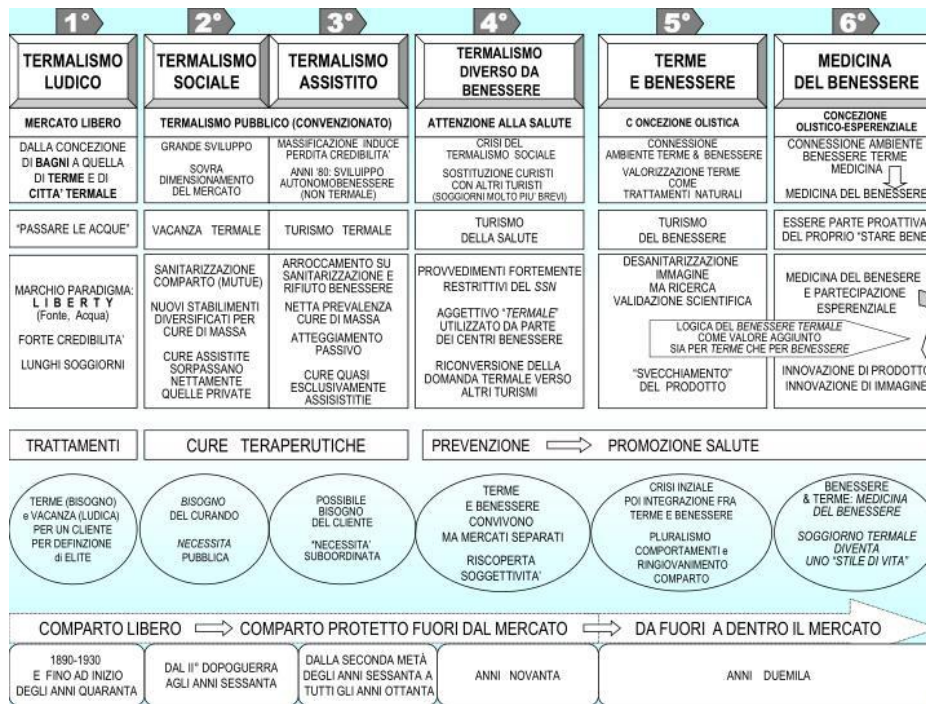 1°
2°
3°
4°
5°
6°
TERMALISMO
LUDICO
TERMALISMO
SOCIALE
TERMALISMO
ASSISTITO
TERMALISMO
DIVERSO DA
BENESSERE
TERME
E BENESSERE
MEDICINA
DEL BENESSERE
MERCATO LIBERO
TERMALISMO PUBBLICO (CONVENZIONATO)
ATTENZIONE ALLA SALUTE
C ONCEZIONE OLISTICA
CONCEZIONE
OLISTICO-ESPERENZIALE
DALLA CONCEZIONE
DI BAGNI A QUELLA
DI TERME E DI
CITTA' TERMALE
GRANDE SVILUPPO
SOVRA
DIMENSIONAMENTO
DEL MERCATO
MASSIFICAZIONE INDUCE
PERDITA CREDIBILITA'
ANNI '80: SVILUPPO
AUTONOMOBENESSERE
(NON TERMALE)
CRISI DEL
TERMALISMO SOCIALE
SOSTITUZIONE CURISTI
CON ALTRI TURISTI
(SOGGIORNI MOLTO PIU' BREVI)
CONNESSIONE
AMBIENTE TERME & BENESSERE
VALORIZZAZIONE TERME
COME
TRATTAMENTI NATURALI
CONNESSIONE AMBIENTE
BENESSERE TERME
MEDICINA
MEDICINA DEL BENESSERE
"PASSARE LE ACQUE"
VACANZA TERMALE
TURISMO TERMALE
TURISMO
DELLA SALUTE
TURISMO
DEL BENESSERE
ESSERE PARTE PROATTIVA
DEL PROPRIO "STARE BENE
MARCHIO PARADIGMA:
L I B E R T Y
(Fonte, Acqua)
FORTE CREDIBILITA'
LUNGHI SOGGIORNI
SANITARIZZAZIONE
COMPARTO (MUTUE)
NUOVI STABILIMENTI
DIVERSIFICATI PER
CURE DI MASSA
CURE ASSISTITE
SORPASSANO
NETTAMENTE
QUELLE PRIVATE
ARROCCAMENTO SU
SANITARIZZAZIONE E
RIFIUTO BENESSERE
NETTA PREVALENZA
CURE DI MASSA
ATTEGGIAMENTO
PASSIVO
CURE QUASI
ESCLUSIVAMENTE
ASSISISTITIE
PROVVEDIMENTI FORTEMENTE
RESTRITTIVI DEL SSN
AGGETTIVO "TERMALE"
UTILIZZATO DA PARTE
DEI CENTRI BENESSERE
RICONVERSIONE DELLA
DOMANDA TERMALE VERSO
ALTRI TURISMI
DESANITARIZZAZIONE
IMMAGINE
MA RICERCA
VALIDAZIONE SCIENTIFICA
LOGICA DEL BENESSERE TERMALE
COME VALORE AGGIUNTO
SIA PER TERME CHE PER BENESSERE
"SVECCHIAMENTO"
DEL PRODOTTO
MEDICINA DEL BENESERE
E PARTECIPAZIONE
ESPERENZIALE
INNOVAZIONE DI PRODOTTO
INNOVAZIONE DI IMMAGINE
TRATTAMENTI
CURE TERAPERUTICHE
PREVENZIONE
PROMOZIONE SALUTE
TERME (BISOGNO)
e VACANZA (LUDICA)
PER UN CLIENTE
PER DEFINZIONE
di ELITE
BISOGNO
DEL CURANDO
NECESSITA
PUBBLICA
POSSIBILE
BISOGNO
DEL CLIENTE
"NECESSITA'
SUBORDINATA
TERME
E BENESSERE
CONVIVONO
MA MERCATI SEPARATI
RISCOPERTA
SOGGETTIVITA'
CRISI INZIALE
POI INTEGRAZIONE FRA
TERME E BENESSERE
PLURALISMO
COMPORTAMENTI e
RINGIOVANIMENTO
COMPARTO
BENESSERE
& TERME: MEDICINA
DEL BENESSERE
SOGGIORNO TERMALE
DIVENTA
UNO "STILE DI VITA"
COMPARTO LIBERO
COMPARTO PROTETTO FUORI DAL MERCATO
DA FUORI A DENTRO IL MERCATO
1890-1930
E FINO AD INIZIO
DEGLI ANNI QUARANTA
DAL II° DOPOGUERRA
AGLI ANNI SESSANTA
DALLA SECONDA METÀ
DEGLI ANNI SESSANTA A
TUTTI GLI ANNI OTTANTA
ANNI NOVANTA
ANNI DUEMILA